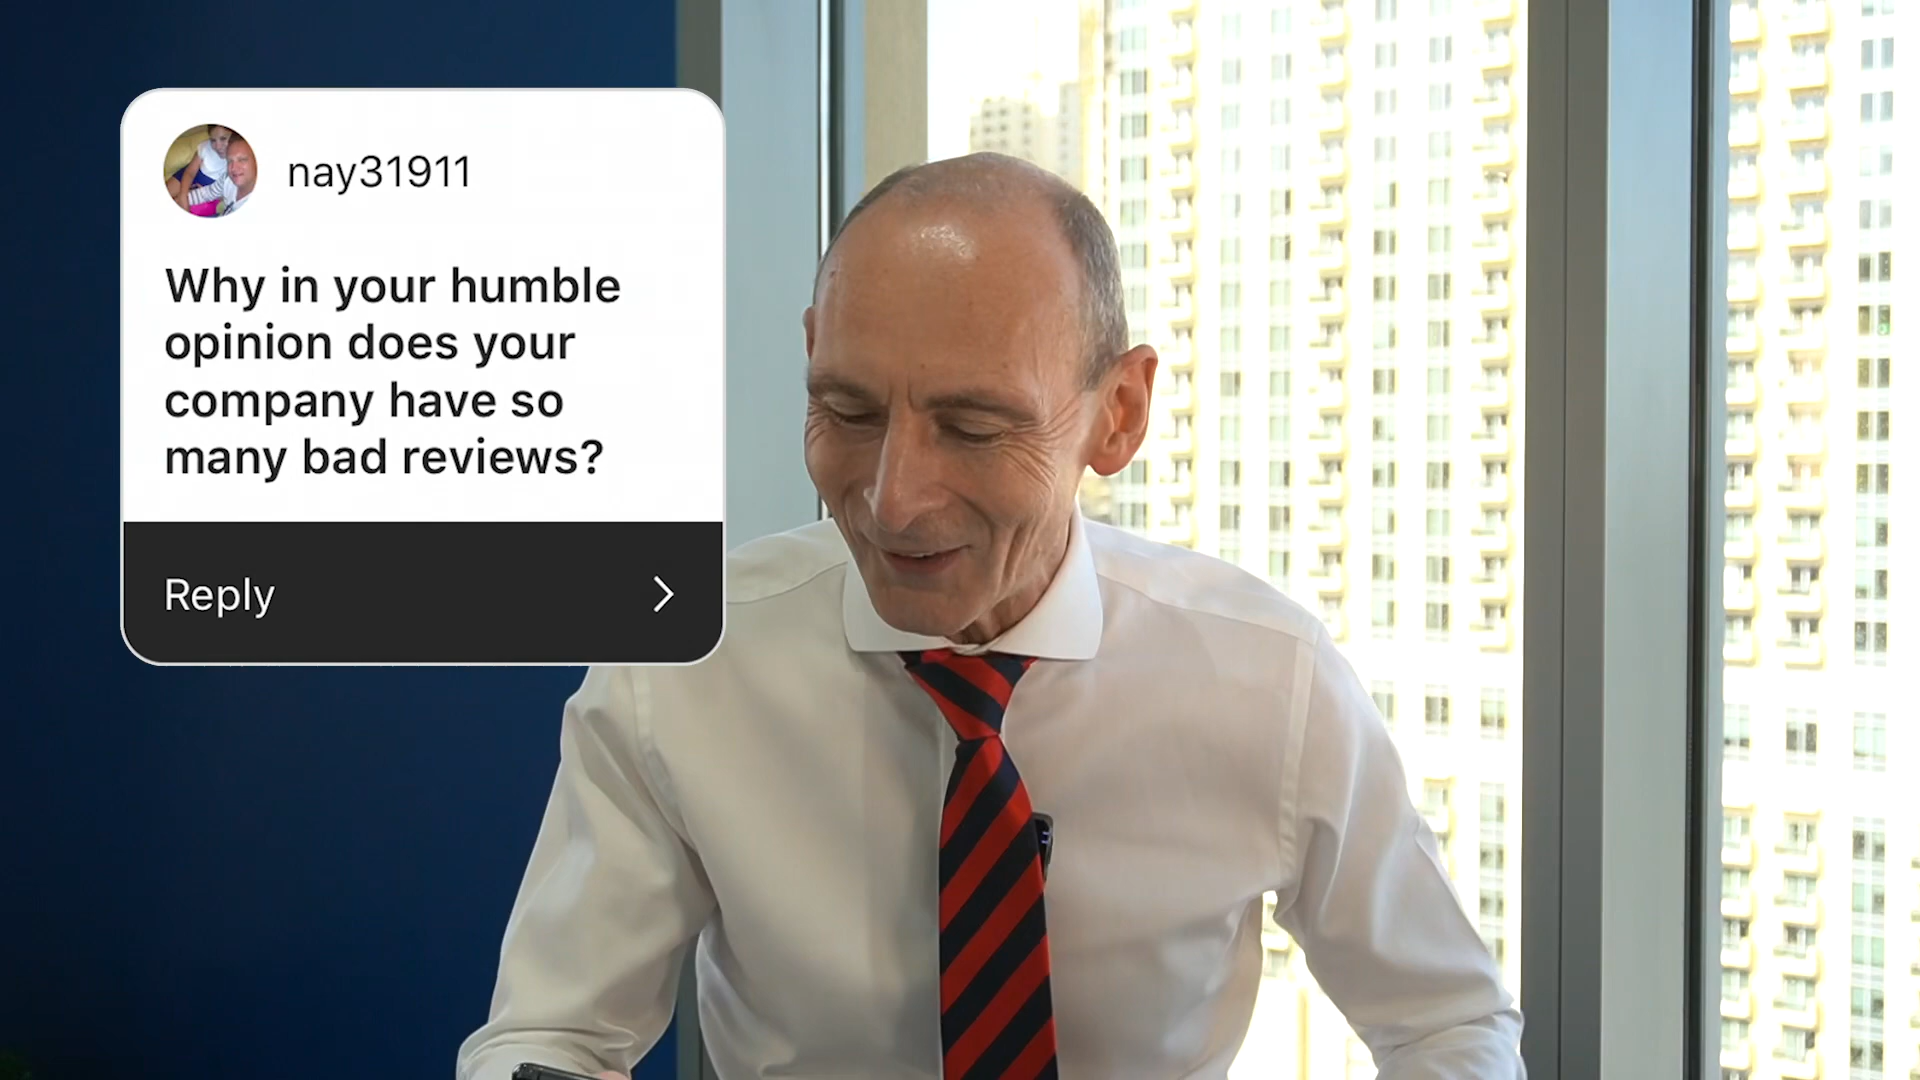 nay31911
Why in your humble
opinion does your
company have so
many bad reviews?
Reply